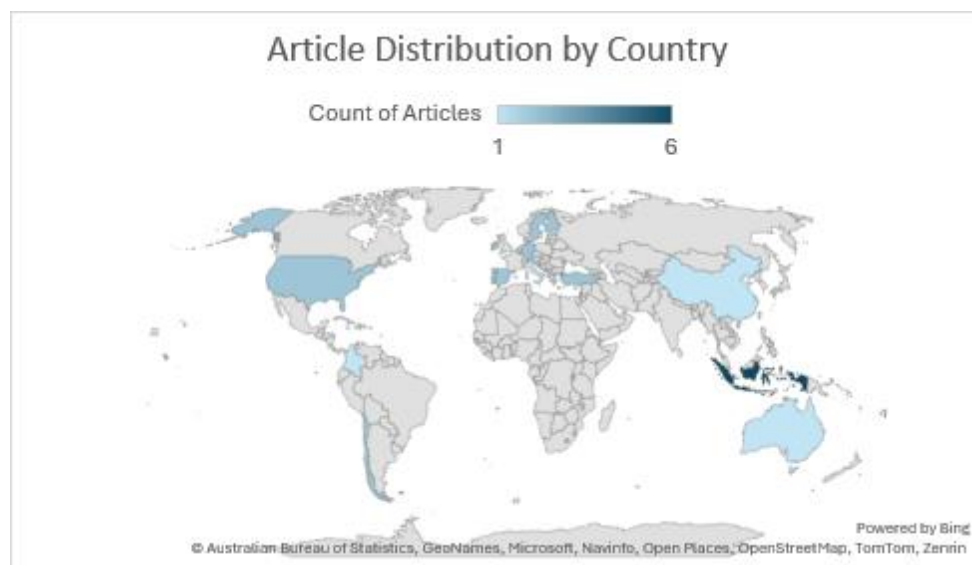 Article Distribution by Country
Count of Articles
1 6
Powered by Bing
© Australian Bureau of Statistics, GeoNames, Microsoft, Navinfo, Open Places, OpenStreetMap, TomTom, Zenrin